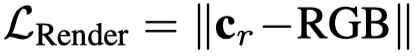 ℒ_Render = ‖𝐜_r−RGB‖